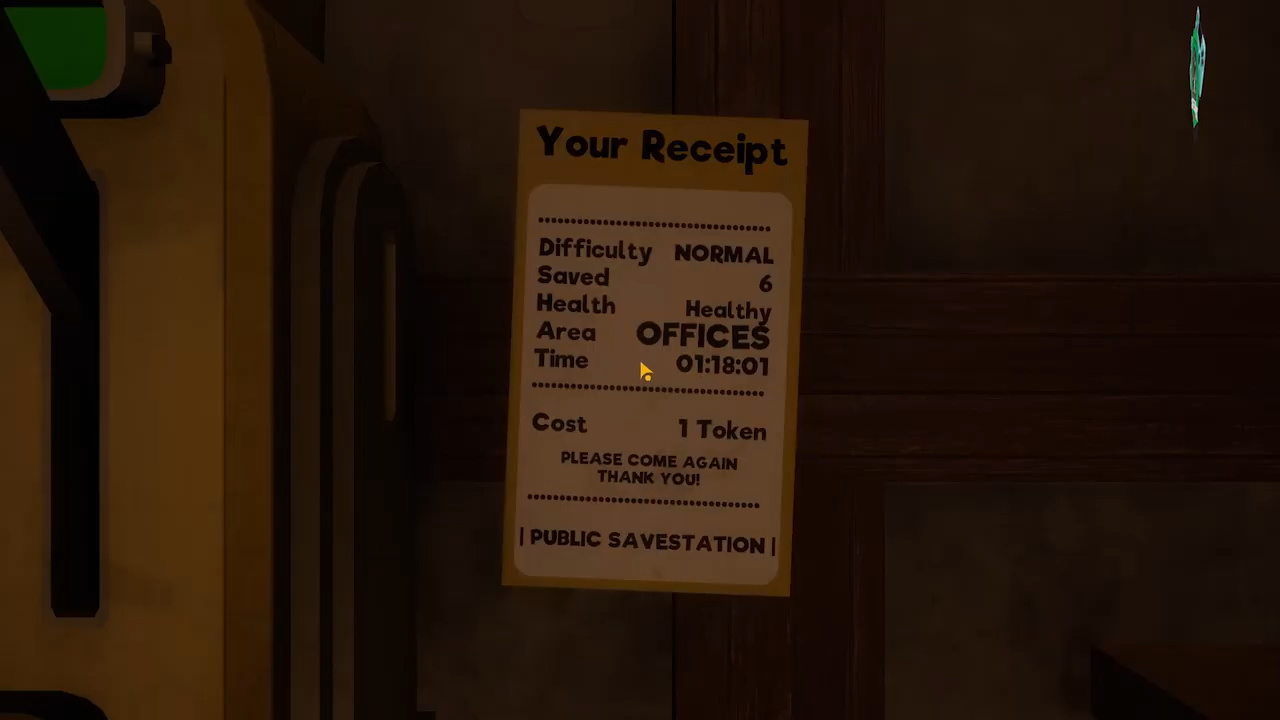 Your Receipt
Difficulty NORMAL
Saved 6
Health Healthy
Area OFFICES
Time 01:18:01
Cost 1 Token
PLEASE COME AGAIN
THANK YOU!
| PUBLIC SAVESTATION |